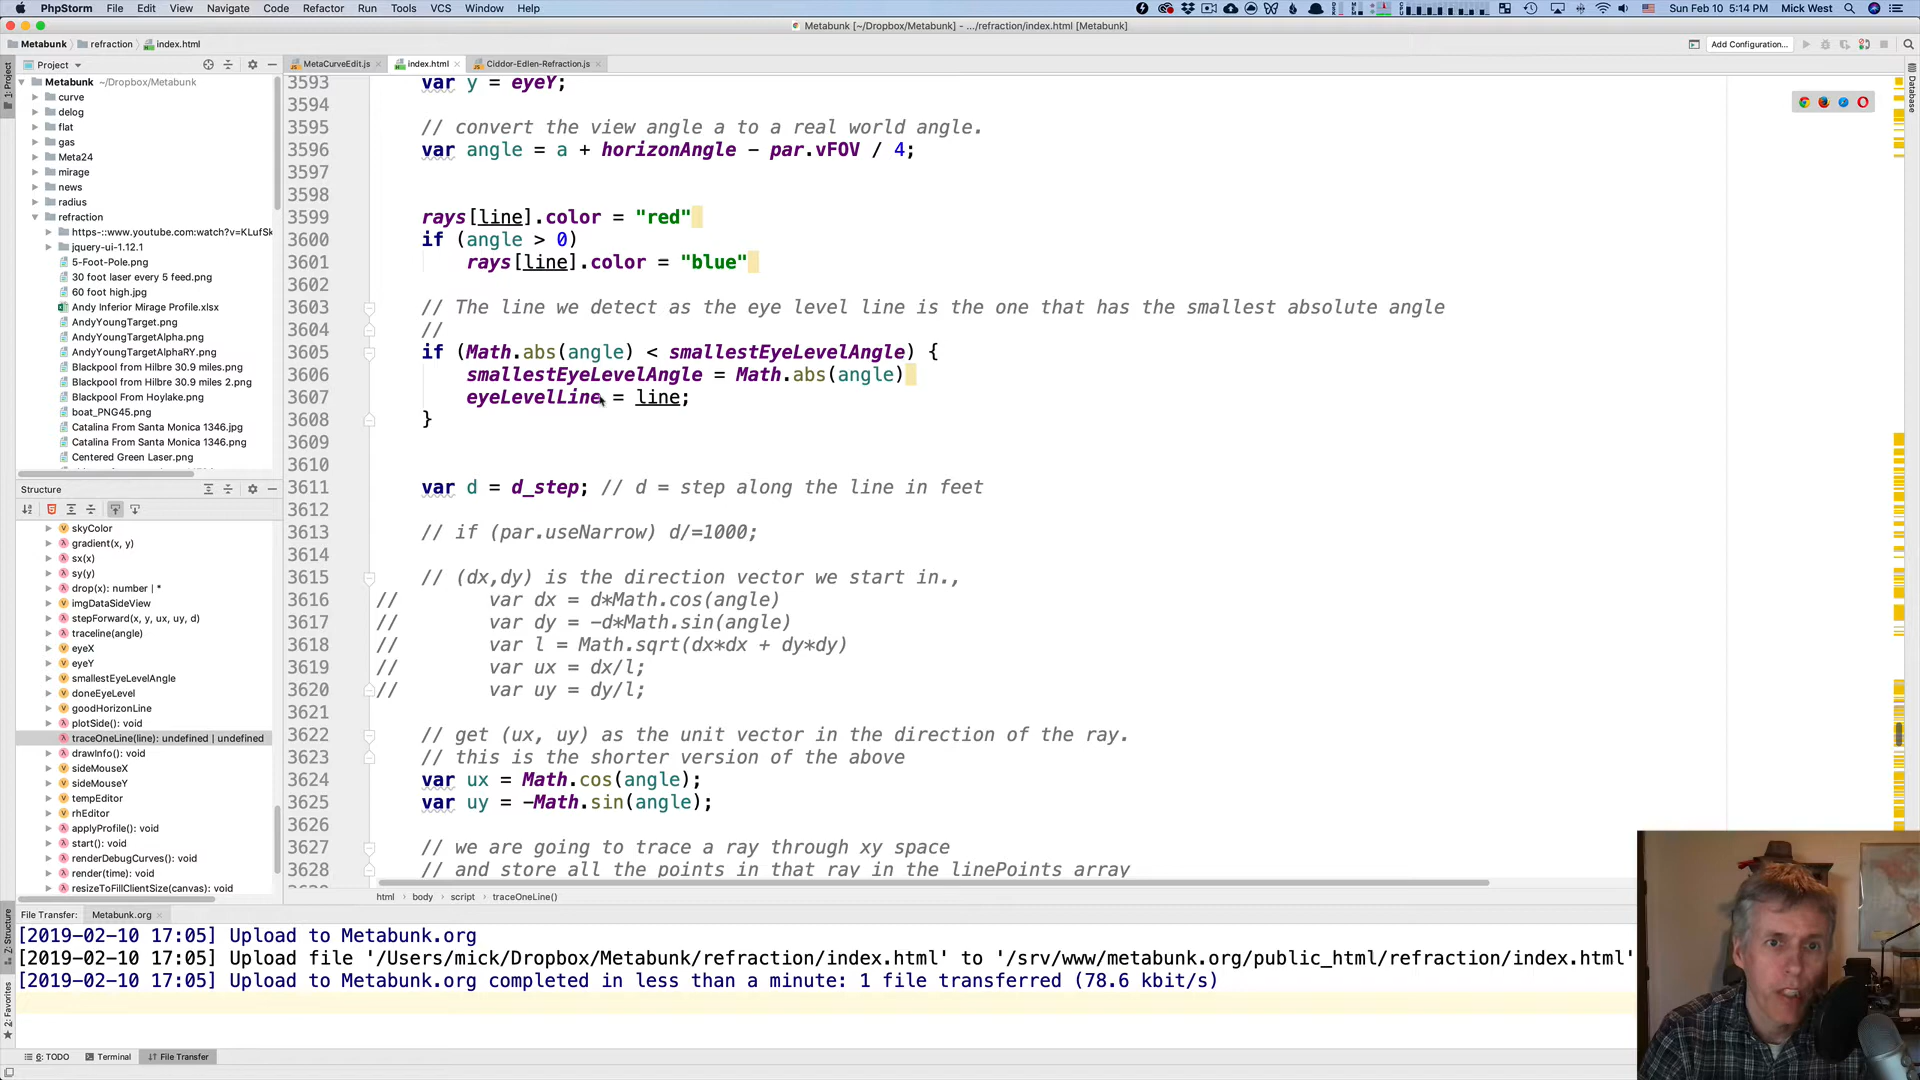 PhpStorm File Edit View Navigate Code Refactor Run Tools VCS Window Help
Sun Feb 10 5:14 PM Mick West
Metabunk [~/Dropbox/Metabunk] - .../refraction/index.html [Metabunk]
Metabunk refraction index.html
Add Configuration...
Project
MetaCurveEdit.js index.html Ciddor-Edlen-Refraction.js
1: Project
Database
Metabunk ~/Dropbox/Metabunk
curve
delog
flat
gas
Meta24
mirage
news
radius
refraction
https-::www.youtube.com:watch?v=KLufSk
jquery-ui-1.12.1
5-Foot-Pole.png
30 foot laser every 5 feed.png
60 foot high.jpg
Andy Inferior Mirage Profile.xlsx
AndyYoungTarget.png
AndyYoungTargetAlpha.png
AndyYoungTargetAlphaRY.png
Blackpool from Hilbre 30.9 miles.png
Blackpool from Hilbre 30.9 miles 2.png
Blackpool From Hoylake.png
boat_PNG45.png
Catalina From Santa Monica 1346.jpg
Catalina From Santa Monica 1346.png
Centered Green Laser.png
Structure
skyColor
gradient(x, y)
sx(x)
sy(y)
drop(x): number | *
imgDataSideView
stepForward(x, y, ux, uy, d)
traceline(angle)
eyeX
eyeY
smallestEyeLevelAngle
doneEyeLevel
goodHorizonLine
plotSide(): void
traceOneLine(line): undefined | undefined
drawInfo(): void
sideMouseX
sideMouseY
tempEditor
rhEditor
applyProfile(): void
start(): void
renderDebugCurves(): void
render(time): void
resizeToFillClientSize(canvas): void
3593 var y = eyeY;
3594
3595 // convert the view angle a to a real world angle.
3596 var angle = a + horizonAngle - par.vFOV / 4;
3597
3598
3599 rays[line].color = "red"
3600 if (angle > 0)
3601 rays[line].color = "blue"
3602
3603 // The line we detect as the eye level line is the one that has the smallest absolute angle
3604 //
3605 if (Math.abs(angle) < smallestEyeLevelAngle) {
3606 smallestEyeLevelAngle = Math.abs(angle)
3607 eyeLevelLine = line;
3608 }
3609
3610
3611 var d = d_step; // d = step along the line in feet
3612
3613 // if (par.useNarrow) d/=1000;
3614
3615 // (dx,dy) is the direction vector we start in.,
3616 // var dx = d*Math.cos(angle)
3617 // var dy = -d*Math.sin(angle)
3618 // var l = Math.sqrt(dx*dx + dy*dy)
3619 // var ux = dx/l;
3620 // var uy = dy/l;
3621
3622 // get (ux, uy) as the unit vector in the direction of the ray.
3623 // this is the shorter version of the above
3624 var ux = Math.cos(angle);
3625 var uy = -Math.sin(angle);
3626
3627 // we are going to trace a ray through xy space
3628 // and store all the points in that ray in the linePoints array
html body script traceOneLine()
File Transfer: Metabunk.org
Z: Structure
2: Favorites
[2019-02-10 17:05] Upload to Metabunk.org
[2019-02-10 17:05] Upload file '/Users/mick/Dropbox/Metabunk/refraction/index.html' to '/srv/www/metabunk.org/public_html/refraction/index.html'
[2019-02-10 17:05] Upload to Metabunk.org completed in less than a minute: 1 file transferred (78.6 kbit/s)
6: TODO Terminal File Transfer